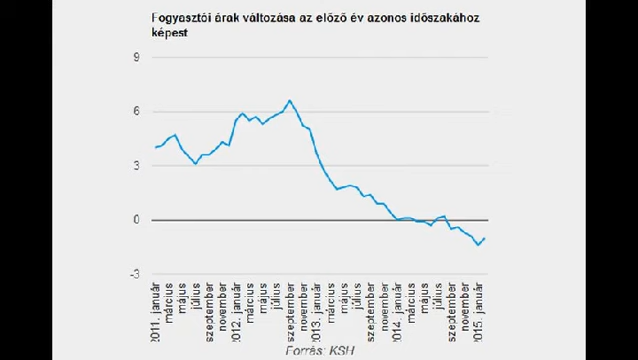 Fogyasztói árak változása az előző év azonos időszakához
képest
9
6
3
0
-3
2011. január
március
május
július
szeptember
november
2012. január
március
május
július
szeptember
november
2013. január
március
május
július
szeptember
november
2014. január
március
május
július
szeptember
november
2015. január
Forrás: KSH